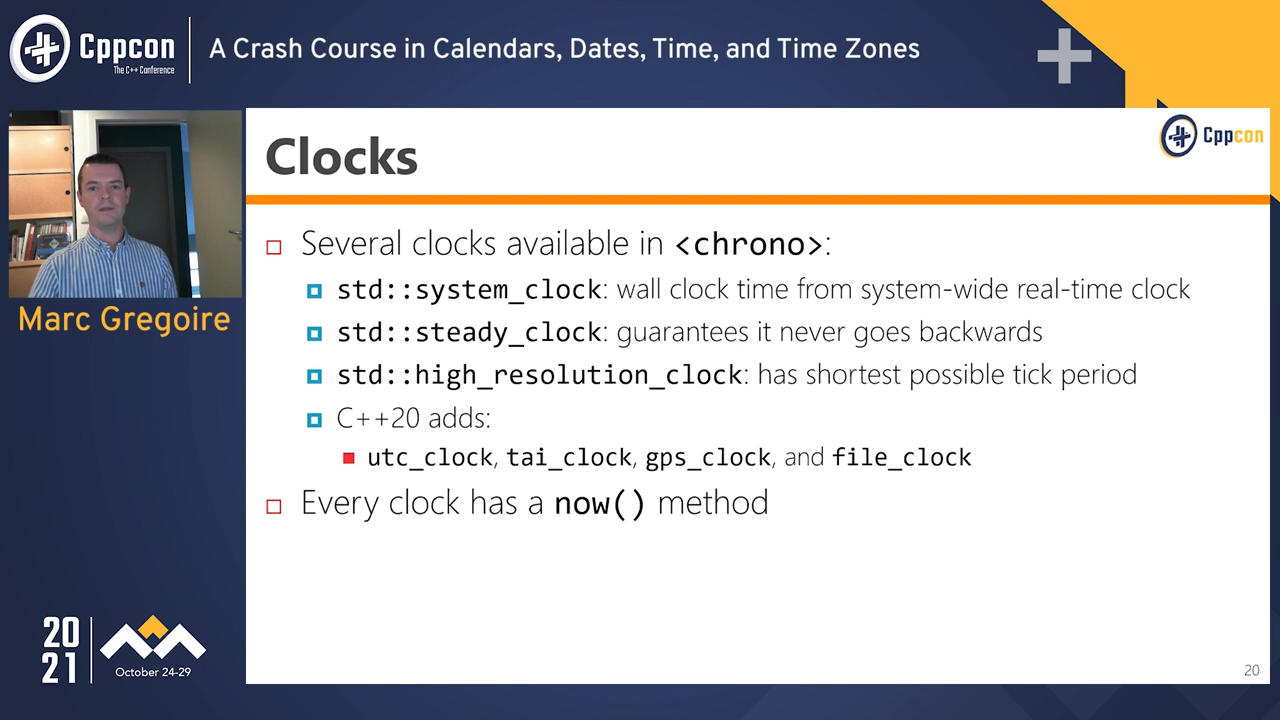 Cppcon
The C++ Conference
A Crash Course in Calendars, Dates, Time, and Time Zones
Cppcon
Marc Gregoire
Clocks
Several clocks available in <chrono>:
std::system_clock: wall clock time from system-wide real-time clock
std::steady_clock: guarantees it never goes backwards
std::high_resolution_clock: has shortest possible tick period
C++20 adds:
utc_clock, tai_clock, gps_clock, and file_clock
Every clock has a now() method
20
21
October 24-29
20